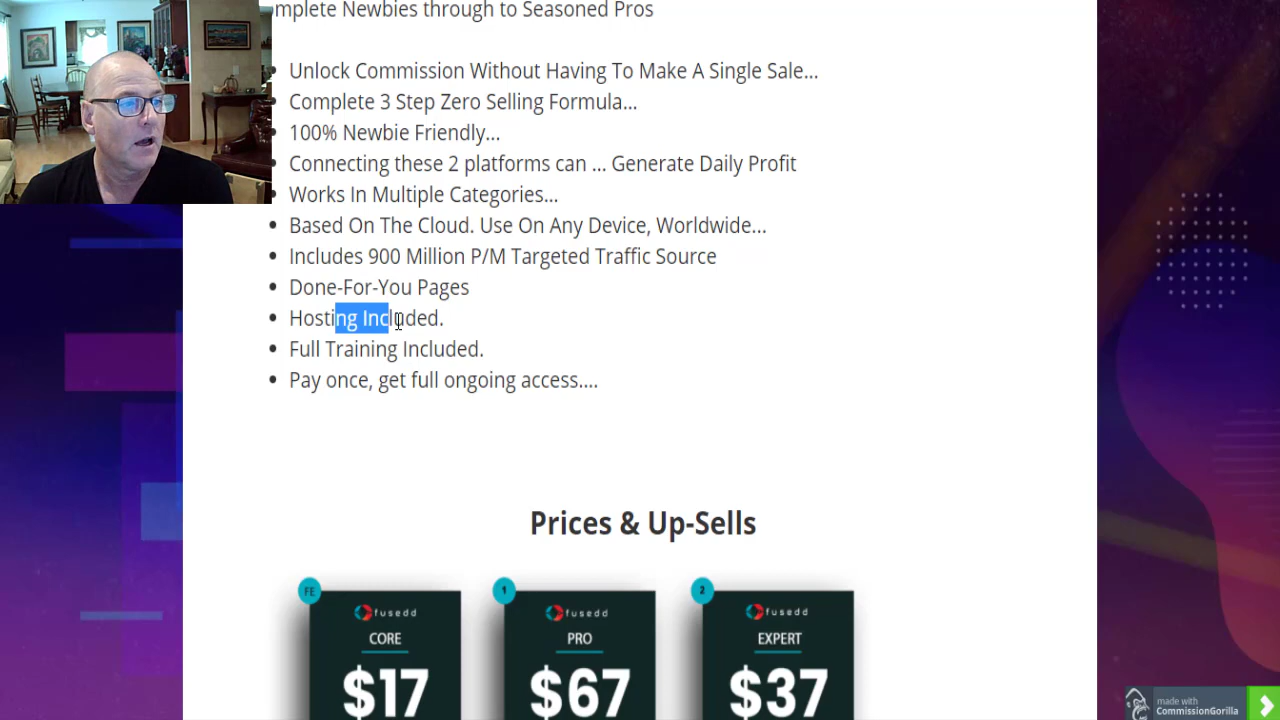 mplete Newbies through to Seasoned Pros
Unlock Commission Without Having To Make A Single Sale...
Complete 3 Step Zero Selling Formula...
100% Newbie Friendly...
Connecting these 2 platforms can ... Generate Daily Profit
Works In Multiple Categories...
Based On The Cloud. Use On Any Device, Worldwide...
Includes 900 Million P/M Targeted Traffic Source
Done-For-You Pages
Hosting Included.
Full Training Included.
Pay once, get full ongoing access....
Prices & Up-Sells
FE
fusedd
CORE
$17
1
fusedd
PRO
$67
2
fusedd
EXPERT
$37
made with
CommissionGorilla